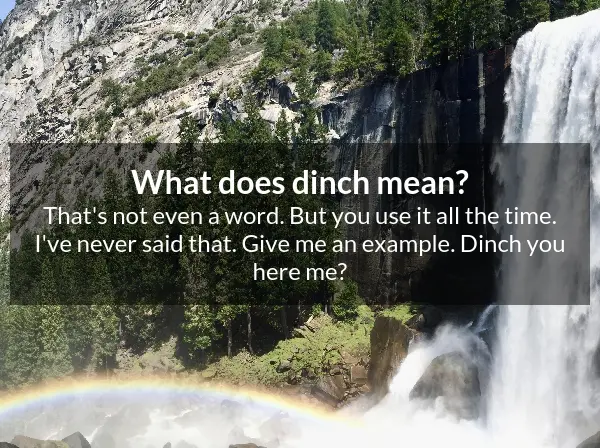 What does dinch mean?
That's not even a word. But you use it all the time.
I've never said that. Give me an example. Dinch you
here me?